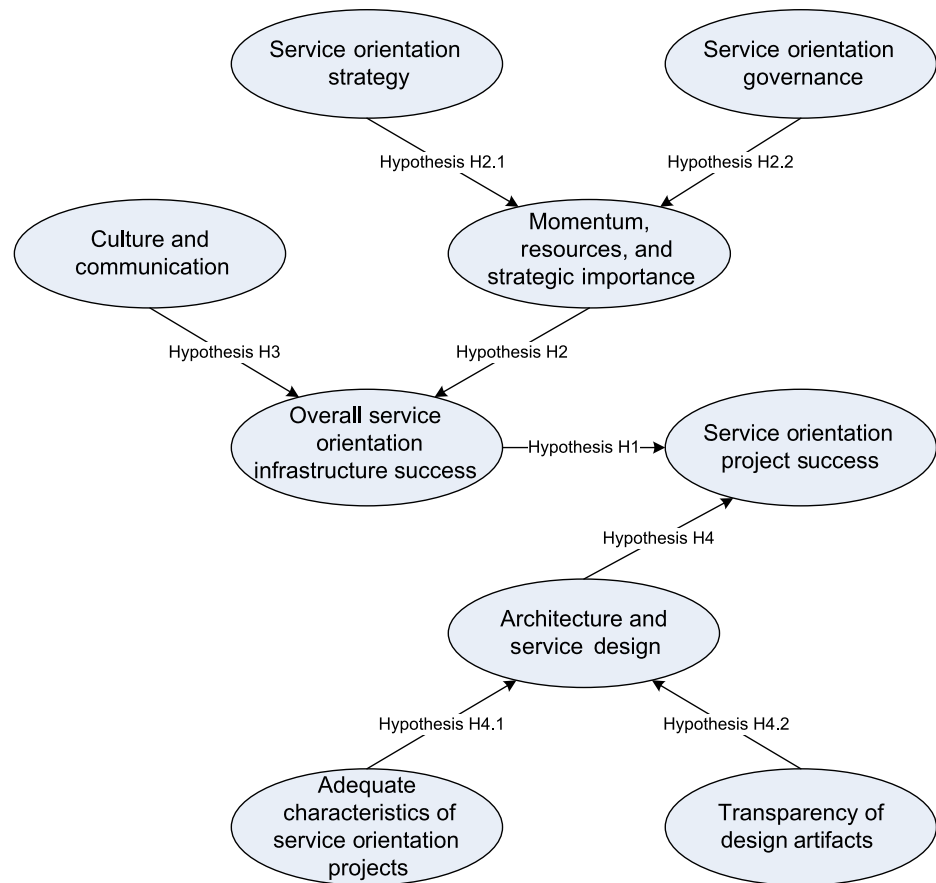 Service orientation
strategy
Service orientation
governance
Hypothesis H2.1
Hypothesis H2.2
Culture and
communication
Momentum,
resources, and
strategic importance
Hypothesis H3
Hypothesis H2
Overall service
orientation
infrastructure success
Hypothesis H1
Service orientation
project success
Hypothesis H4
Architecture and
service design
Hypothesis H4.1
Hypothesis H4.2
Adequate
characteristics of
service orientation
projects
Transparency of
design artifacts